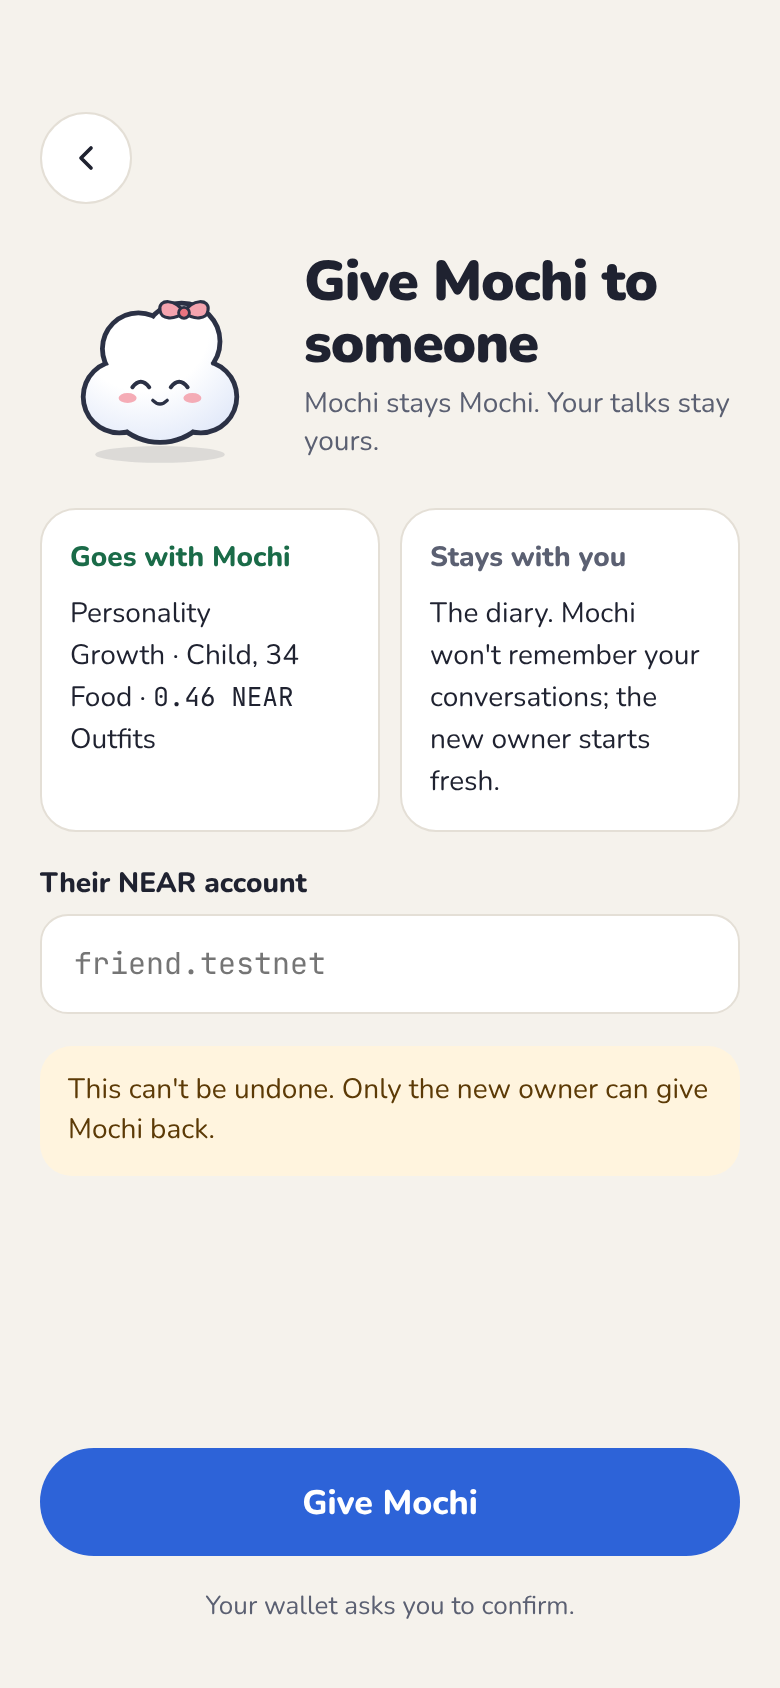 Give Mochi to
someone
Mochi stays Mochi. Your talks stay
yours.
Goes with Mochi
Personality
Growth · Child, 34
Food · 0.46 NEAR
Outfits
Stays with you
The diary. Mochi
won't remember your
conversations; the
new owner starts
fresh.
Their NEAR account
friend.testnet
This can't be undone. Only the new owner can give
Mochi back.
Give Mochi
Your wallet asks you to confirm.